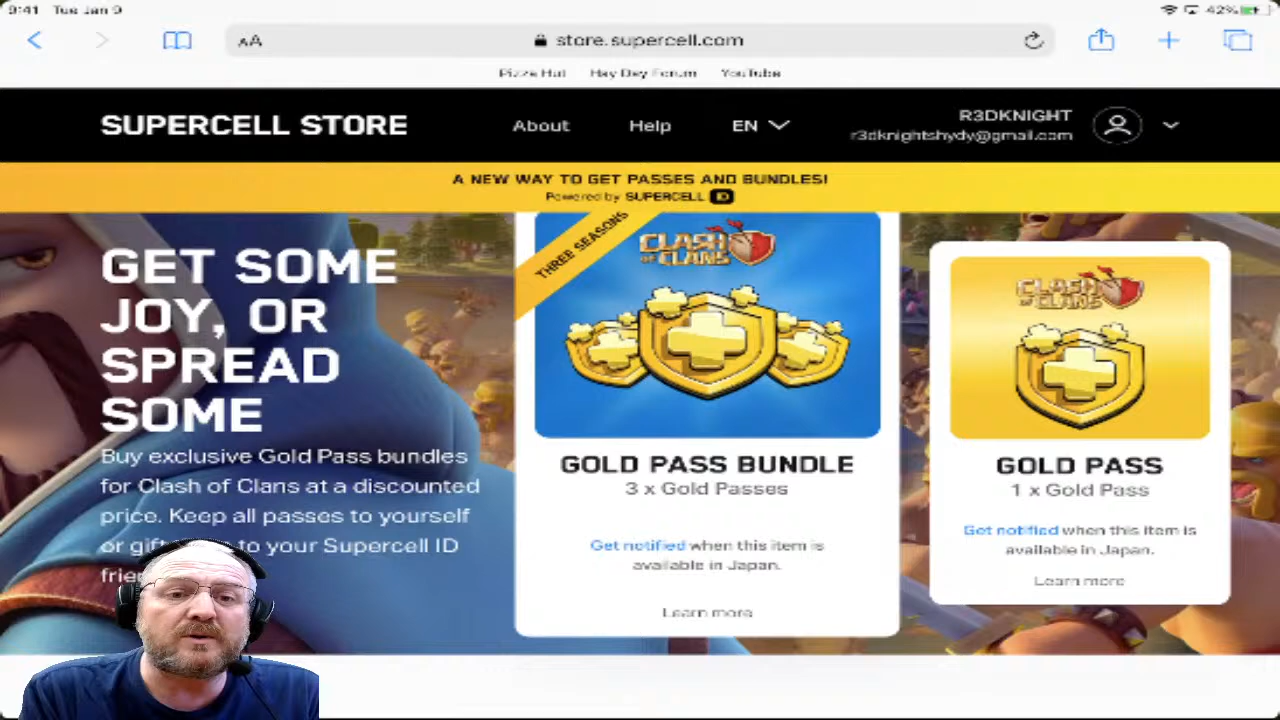 9:41 Tue Jan 9
42%
AA
store.supercell.com
Pizza Hut Hay Day Forum YouTube
SUPERCELL STORE
About
Help
EN
R3DKNIGHT
r3dknightshydy@gmail.com
A NEW WAY TO GET PASSES AND BUNDLES!
Powered by SUPERCELL ID
GET SOME
JOY, OR
SPREAD
SOME
Buy exclusive Gold Pass bundles
for Clash of Clans at a discounted
price. Keep all passes to yourself
or gift to your Supercell ID
THREE SEASONS
CLASH
OF CLANS
GOLD PASS BUNDLE
3 x Gold Passes
Get notified when this item is
available in Japan.
Learn more
CLASH
OF CLANS
GOLD PASS
1 x Gold Pass
Get notified when this item is
available in Japan.
Learn more